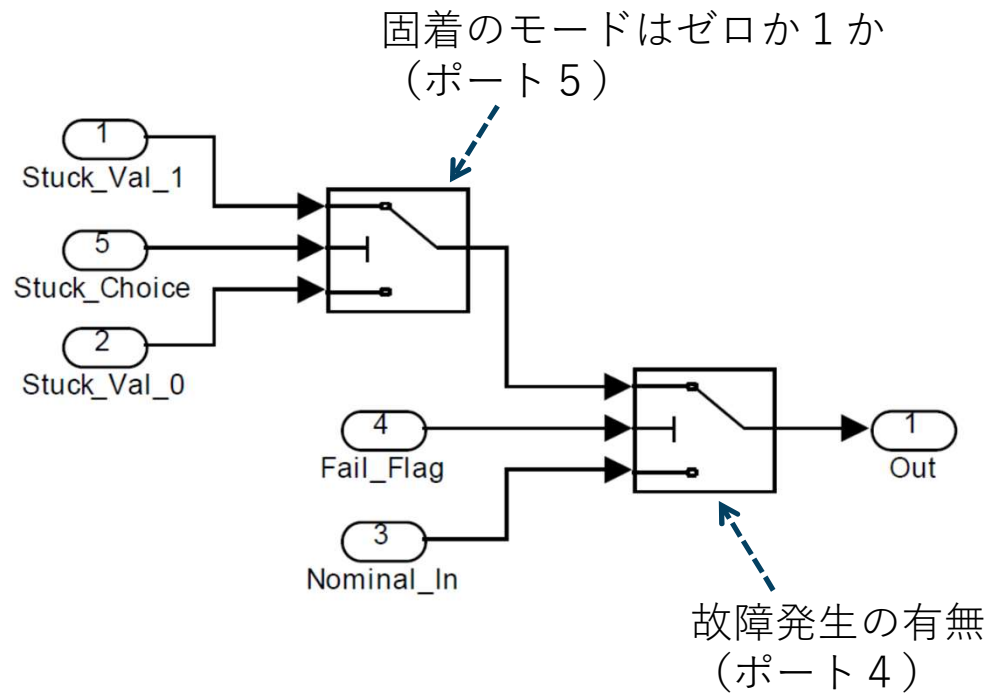 固着のモードはゼロか１か
（ポート５）
1
Stuck_Val_1
5
Stuck_Choice
2
Stuck_Val_0
4
Fail_Flag
3
Nominal_In
1
Out
故障発生の有無
（ポート４）